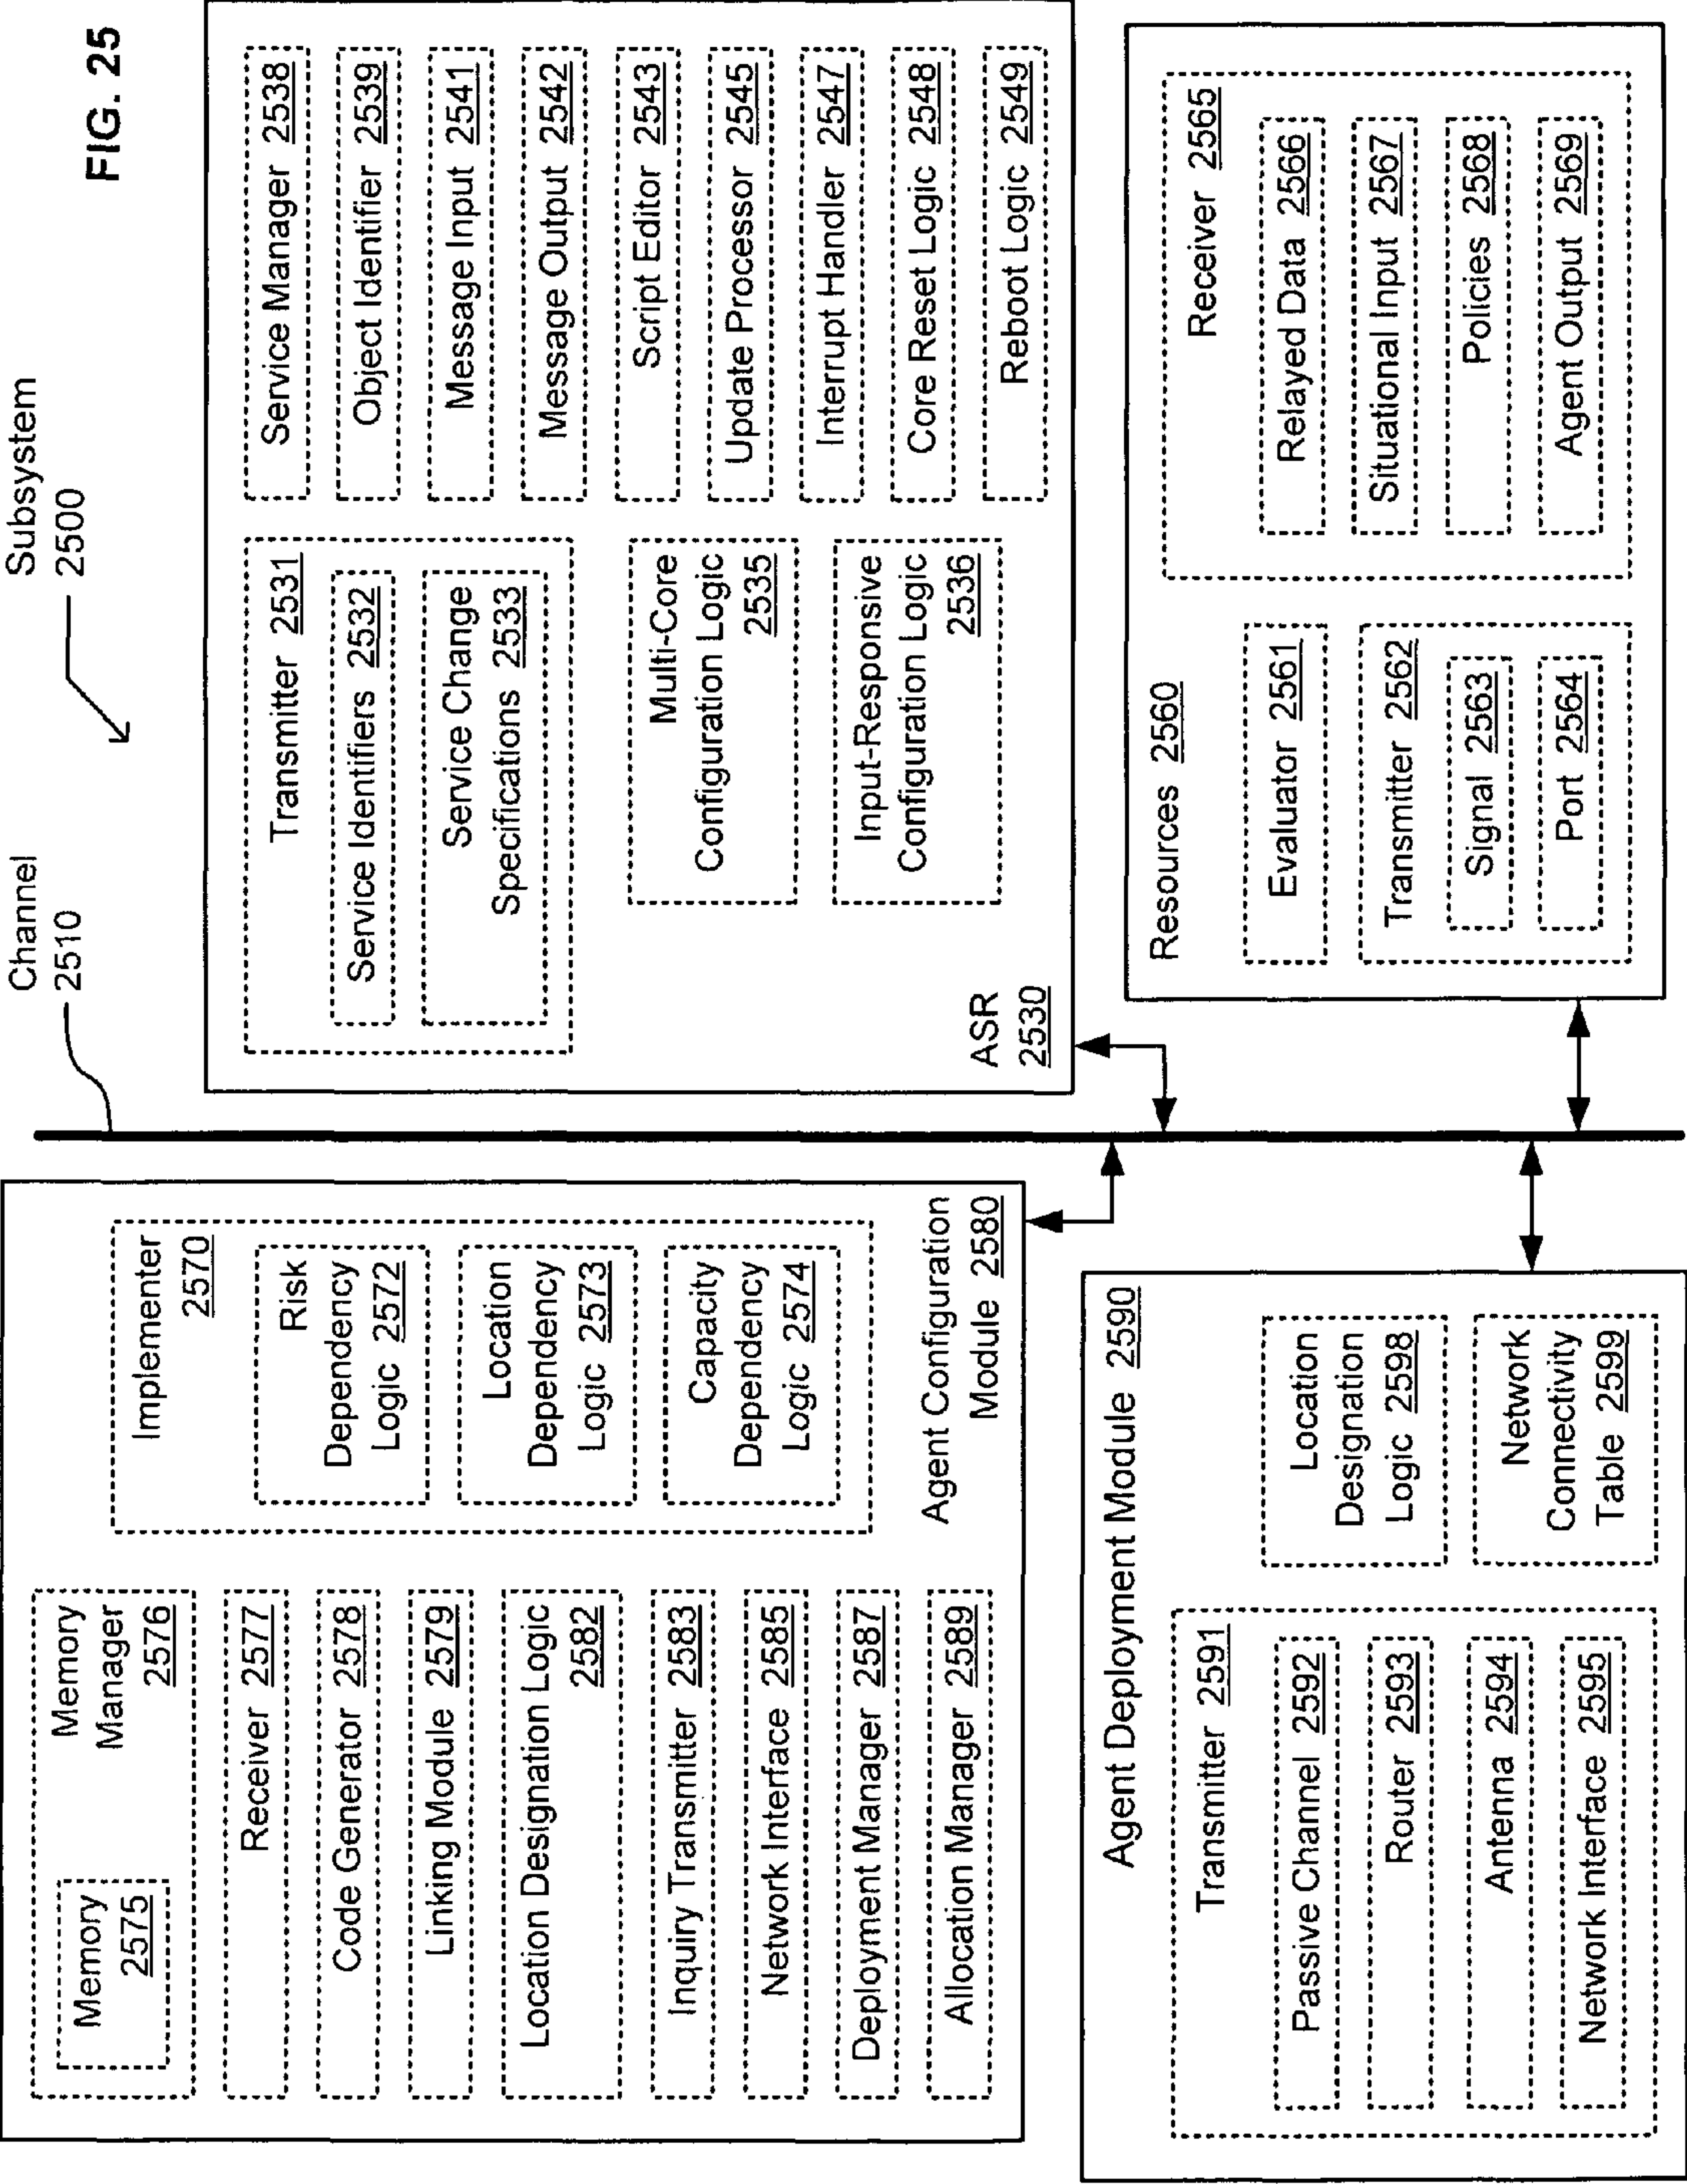 FIG. 25
Subsystem
2500
Channel
2510
Memory
2575
Memory
Manager
2576
Receiver 2577
Code Generator 2578
Linking Module 2579
Location Designation Logic
2582
Inquiry Transmitter 2583
Network Interface 2585
Deployment Manager 2587
Allocation Manager 2589
Implementer
2570
Risk
Dependency
Logic 2572
Location
Dependency
Logic 2573
Capacity
Dependency
Logic 2574
Agent Configuration
Module 2580
Transmitter 2531
Service Identifiers 2532
Service Change
Specifications 2533
Multi-Core
Configuration Logic
2535
Input-Responsive
Configuration Logic
2536
ASR
2530
Service Manager 2538
Object Identifier 2539
Message Input 2541
Message Output 2542
Script Editor 2543
Update Processor 2545
Interrupt Handler 2547
Core Reset Logic 2548
Reboot Logic 2549
Agent Deployment Module 2590
Transmitter 2591
Passive Channel 2592
Router 2593
Antenna 2594
Network Interface 2595
Location
Designation
Logic 2598
Network
Connectivity
Table 2599
Resources 2560
Evaluator 2561
Transmitter 2562
Signal 2563
Port 2564
Receiver 2565
Relayed Data 2566
Situational Input 2567
Policies 2568
Agent Output 2569